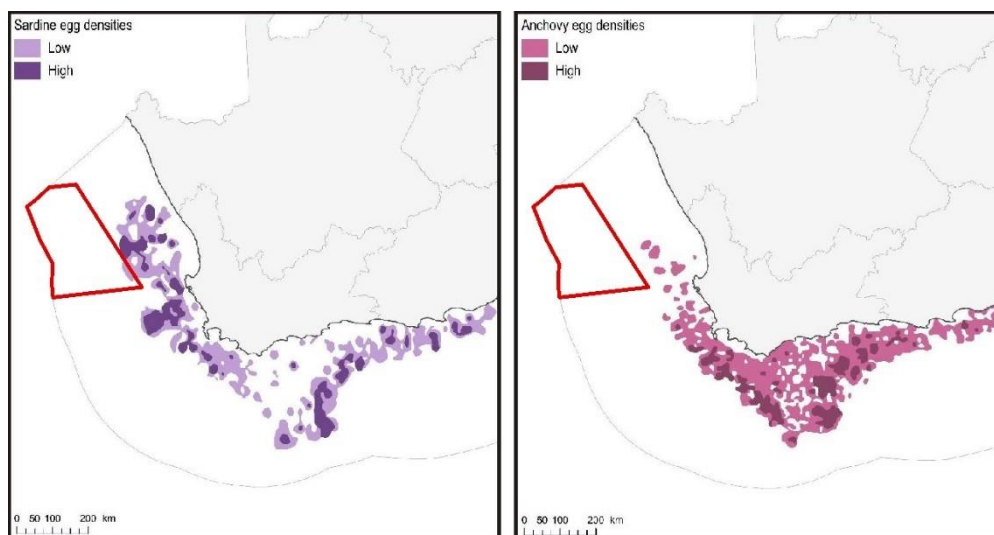 Sardine egg densities
Low
High
0 50 100 200 km
Anchovy egg densities
Low
High
0 50 100 200 km